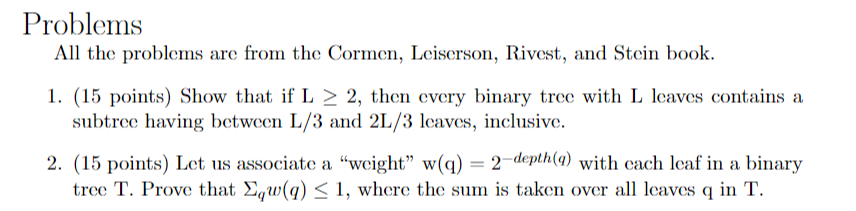 Problems
All the problems are from the Cormen, Leiserson, Rivest, and Stein book.
1. (15 points) Show that if L ≥ 2, then every binary tree with L leaves contains a
subtree having between L/3 and 2L/3 leaves, inclusive.
2. (15 points) Let us associate a “weight” w(q) = 2^{−depth(q)} with each leaf in a binary
tree T. Prove that Σ_q w(q) ≤ 1, where the sum is taken over all leaves q in T.